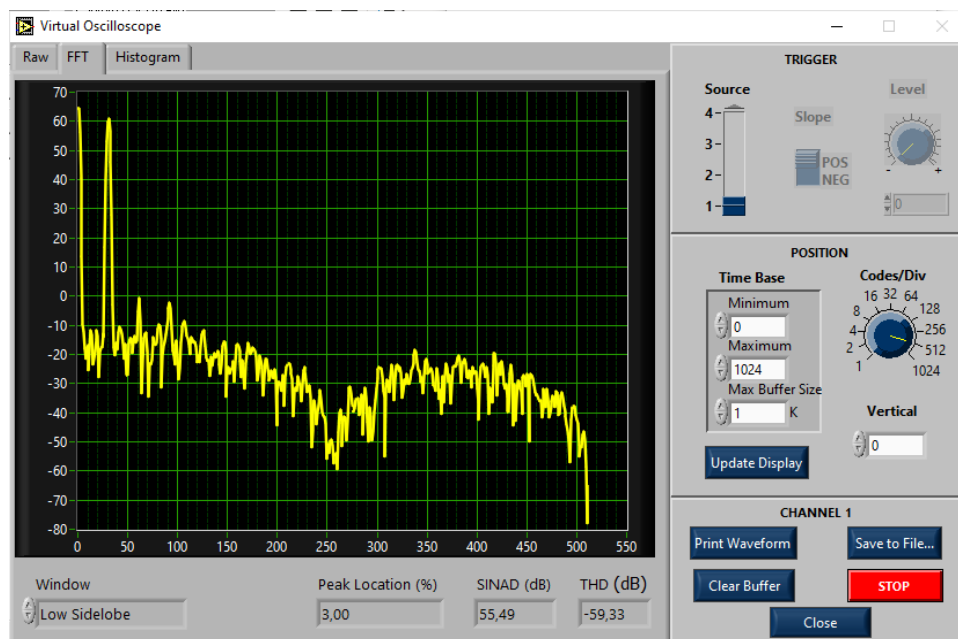 Virtual Oscilloscope
Raw FFT Histogram
70
60
50
40
30
20
10
0
-10
-20
-30
-40
-50
-60
-70
-80
0 50 100 150 200 250 300 350 400 450 500 550
Window
Low Sidelobe
Peak Location (%)
3,00
SINAD (dB)
55,49
THD (dB)
-59,33
TRIGGER
Source
4
3
2
1
Slope
POS
NEG
Level
- +
0
POSITION
Time Base
Minimum
0
Maximum
1024
Max Buffer Size
1 K
Update Display
Codes/Div
16 32 64
8 128
4 256
2 512
1 1024
Vertical
0
CHANNEL 1
Print Waveform Save to File...
Clear Buffer STOP
Close